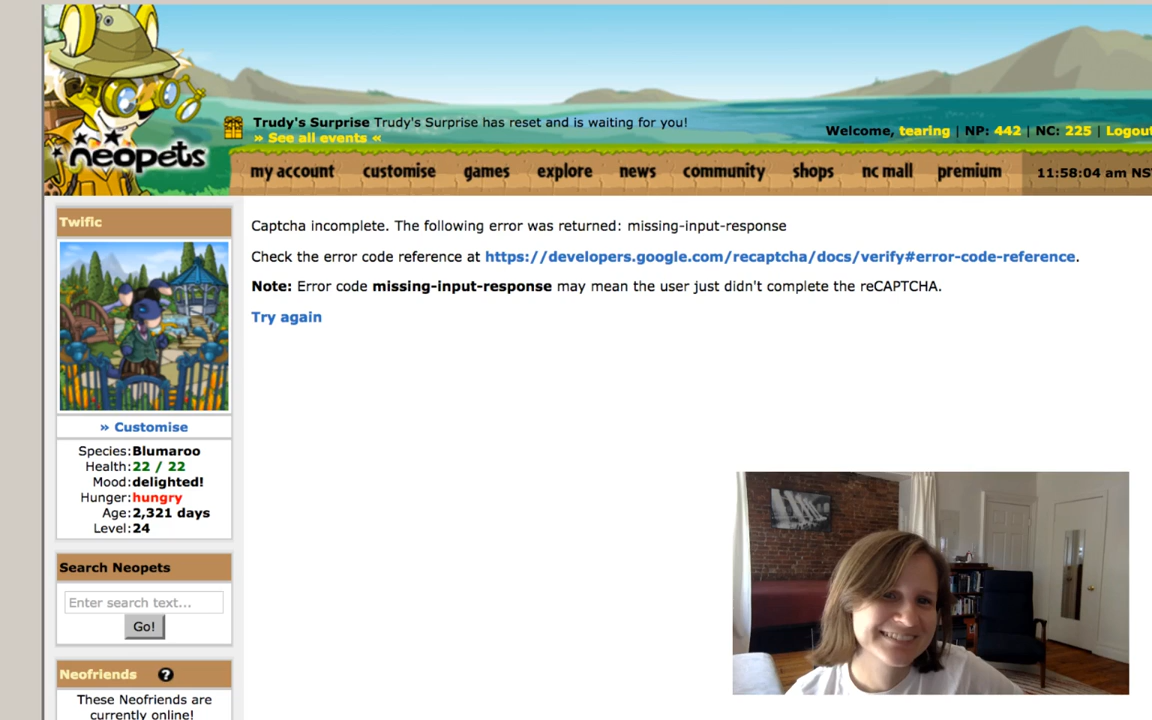 Trudy's Surprise Trudy's Surprise has reset and is waiting for you!
» See all events «
Welcome, tearing | NP: 442 | NC: 225 | Logout
neopets
my account customise games explore news community shops nc mall premium 11:58:04 am NS
Twific
» Customise
Species: Blumaroo
Health: 22 / 22
Mood: delighted!
Hunger: hungry
Age: 2,321 days
Level: 24
Search Neopets
Enter search text...
Go!
Neofriends ?
These Neofriends are
currently online!
Captcha incomplete. The following error was returned: missing-input-response
Check the error code reference at https://developers.google.com/recaptcha/docs/verify#error-code-reference.
Note: Error code missing-input-response may mean the user just didn't complete the reCAPTCHA.
Try again